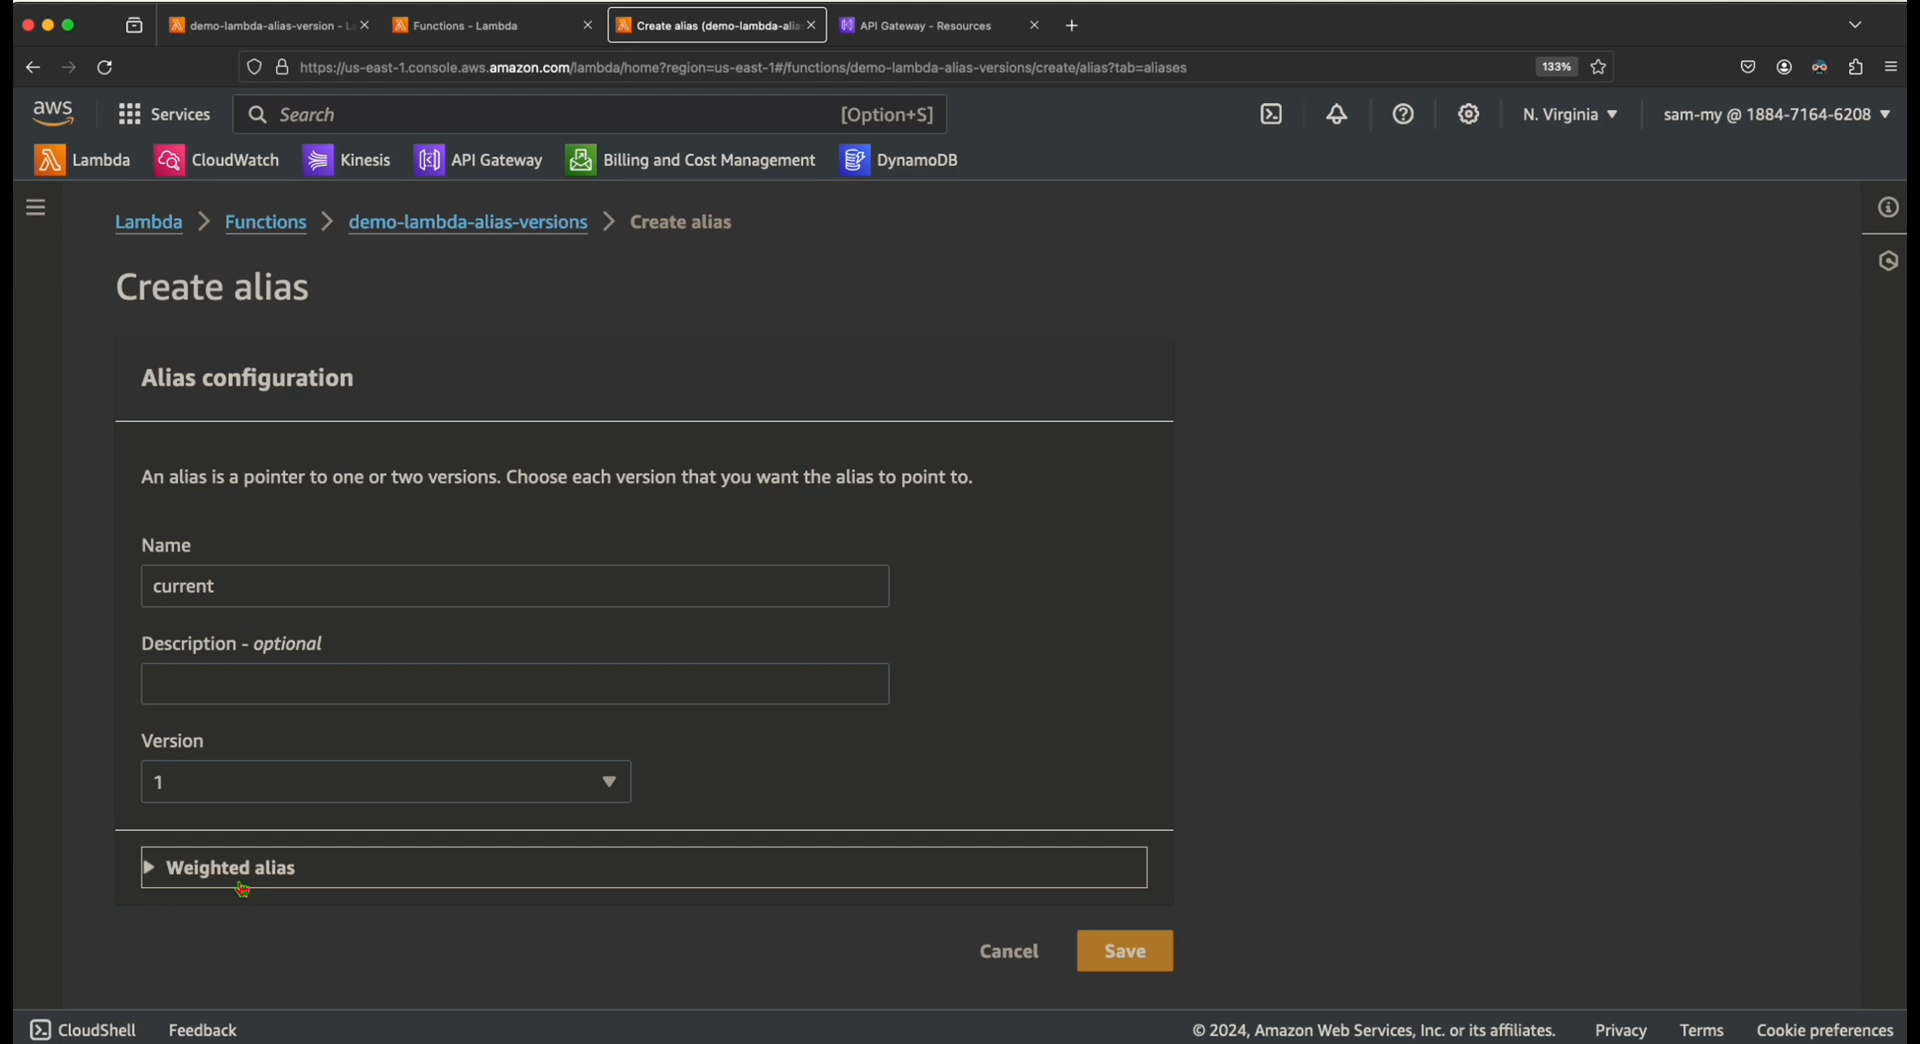 demo-lambda-alias-version - La
Functions - Lambda
Create alias (demo-lambda-alia
API Gateway - Resources
https://us-east-1.console.aws.amazon.com/lambda/home?region=us-east-1#/functions/demo-lambda-alias-versions/create/alias?tab=aliases
133%
aws
Services
Search
[Option+S]
N. Virginia
sam-my @ 1884-7164-6208
Lambda
CloudWatch
Kinesis
API Gateway
Billing and Cost Management
DynamoDB
Lambda
Functions
demo-lambda-alias-versions
Create alias
Create alias
Alias configuration
An alias is a pointer to one or two versions. Choose each version that you want the alias to point to.
Name
current
Description - optional
Version
1
Weighted alias
Cancel
Save
CloudShell
Feedback
© 2024, Amazon Web Services, Inc. or its affiliates.
Privacy
Terms
Cookie preferences